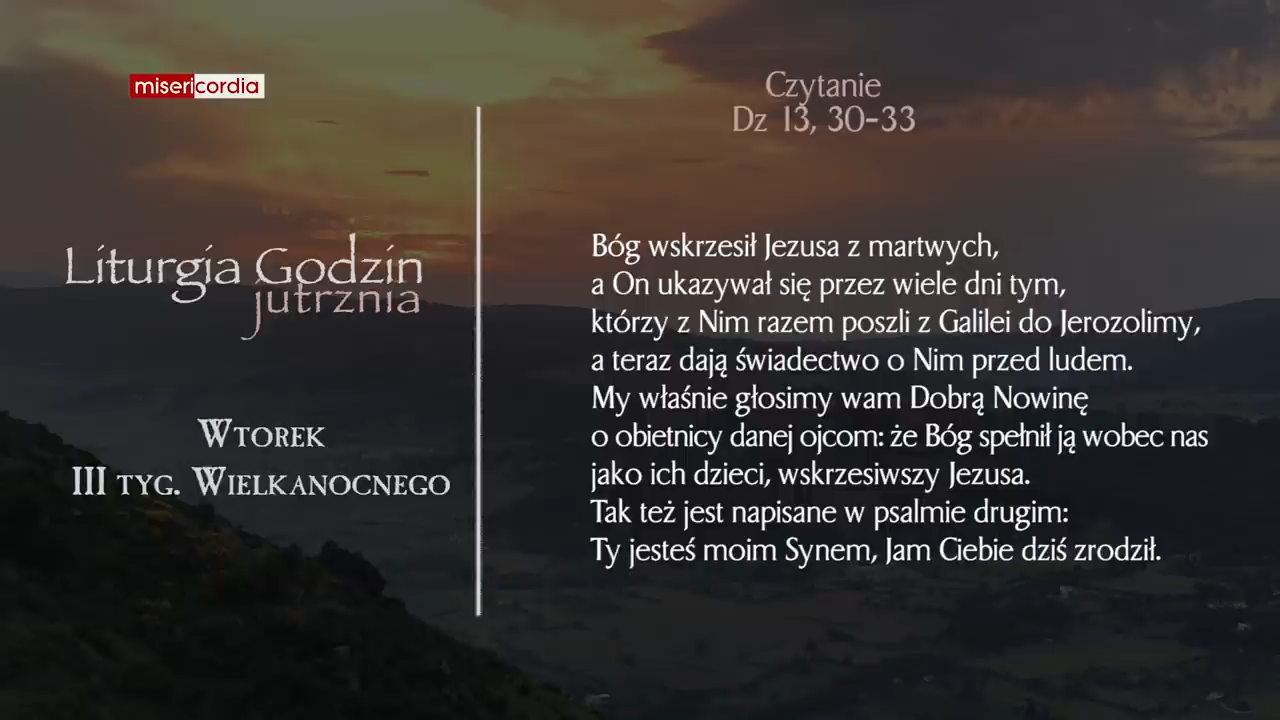 misericordia
Liturgia Godzin
jutrznia
Wtorek
III tyg. Wielkanocnego
Czytanie
Dz 13, 30-33
Bóg wskrzesił Jezusa z martwych,
a On ukazywał się przez wiele dni tym,
którzy z Nim razem poszli z Galilei do Jerozolimy,
a teraz dają świadectwo o Nim przed ludem.
My właśnie głosimy wam Dobrą Nowinę
o obietnicy danej ojcom: że Bóg spełnił ją wobec nas
jako ich dzieci, wskrzesiwszy Jezusa.
Tak też jest napisane w psalmie drugim:
Ty jesteś moim Synem, Jam Ciebie dziś zrodził.